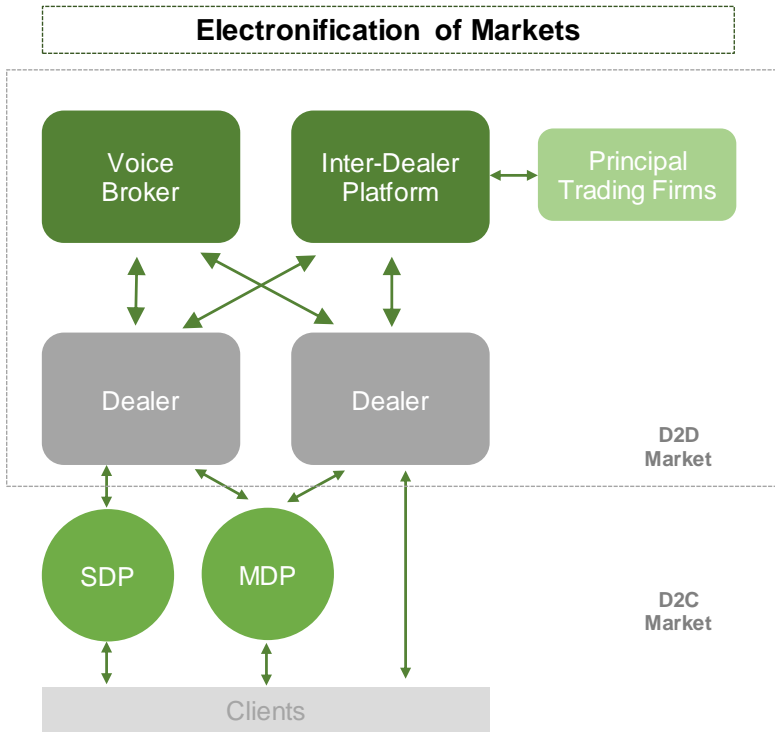 Electronification of Markets
Voice
Broker
Inter-Dealer
Platform
Principal
Trading Firms
Dealer
Dealer
D2D
Market
SDP
MDP
D2C
Market
Clients